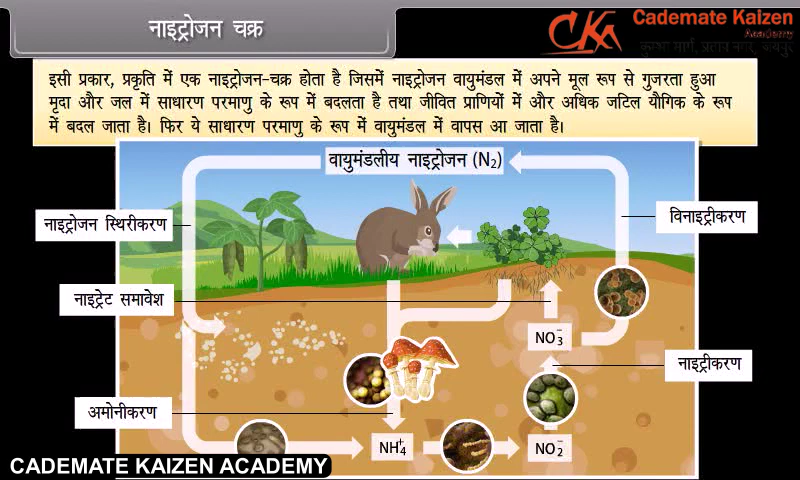 नाइट्रोजन चक्र
Cademate Kaizen
Academy
CKA
इसी प्रकार, प्रकृति में एक नाइट्रोजन-चक्र होता है जिसमें नाइट्रोजन वायुमंडल में अपने मूल रूप से गुजरता हुआ
मृदा और जल में साधारण परमाणु के रूप में बदलता है तथा जीवित प्राणियों में और अधिक जटिल यौगिक के रूप
में बदल जाता है। फिर ये साधारण परमाणु के रूप में वायुमंडल में वापस आ जाता है।
वायुमंडलीय नाइट्रोजन (N₂)
नाइट्रोजन स्थिरीकरण
विनाइट्रीकरण
नाइट्रेट समावेश
NO₃⁻
नाइट्रीकरण
अमोनीकरण
NH₄⁺
NO₂⁻
CADEMATE KAIZEN ACADEMY